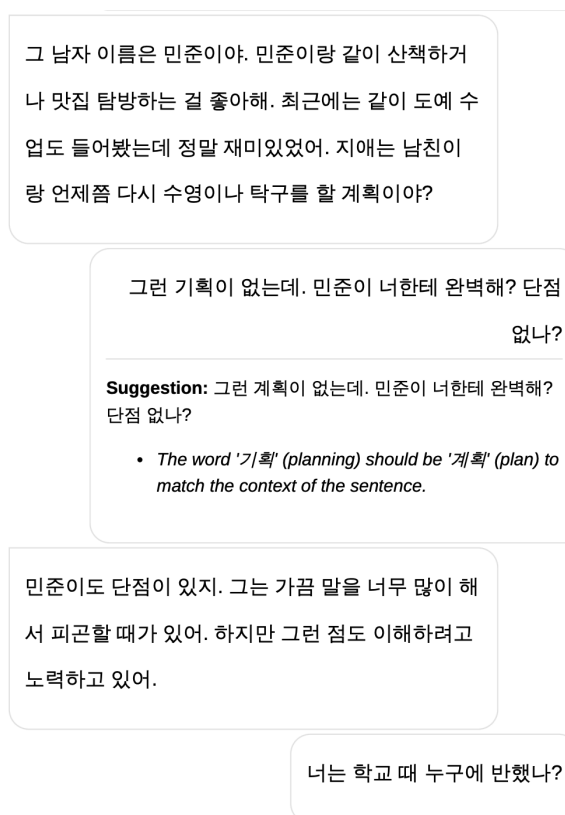 그 남자 이름은 민준이야. 민준이랑 같이 산책하거
나 맛집 탐방하는 걸 좋아해. 최근에는 같이 도예 수
업도 들어봤는데 정말 재미있었어. 지애는 남친이
랑 언제쯤 다시 수영이나 탁구를 할 계획이야?
그런 기획이 없는데. 민준이 너한테 완벽해? 단점
없나?
Suggestion: 그런 계획이 없는데. 민준이 너한테 완벽해?
단점 없나?
• The word '기획' (planning) should be '계획' (plan) to
match the context of the sentence.
민준이도 단점이 있지. 그는 가끔 말을 너무 많이 해
서 피곤할 때가 있어. 하지만 그런 점도 이해하려고
노력하고 있어.
너는 학교 때 누구에 반했나?